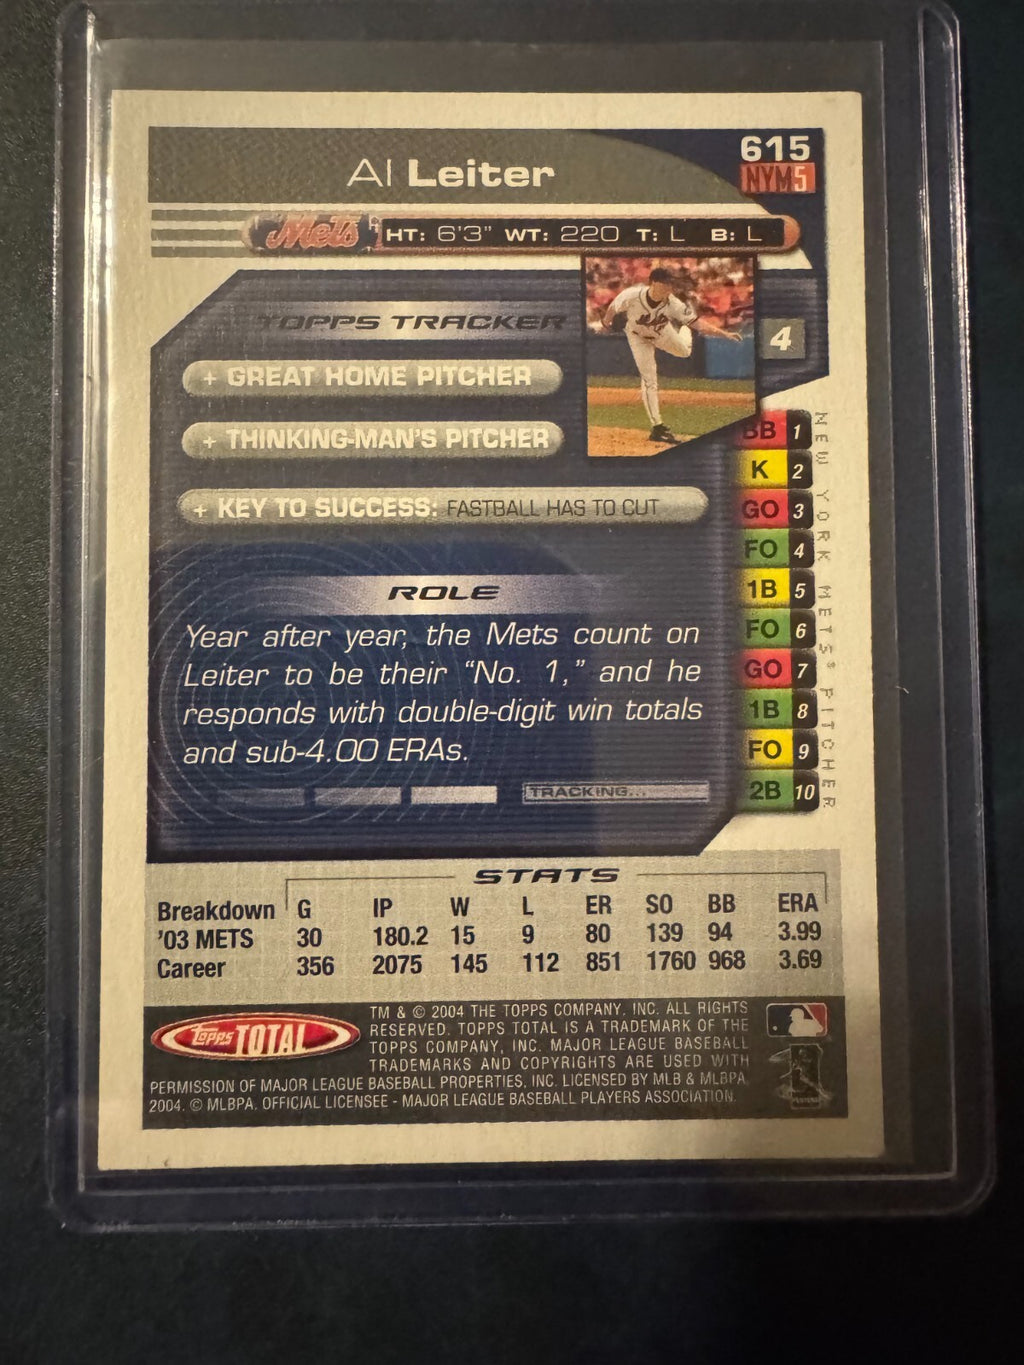 Al Leiter
615
NYM5
Mets HT: 6'3" WT: 220 T: L B: L
TOPPS TRACKER
4
+ GREAT HOME PITCHER
+ THINKING-MAN'S PITCHER
+ KEY TO SUCCESS: FASTBALL HAS TO CUT
BB 1
K 2
GO 3
FO 4
1B 5
FO 6
GO 7
1B 8
FO 9
2B 10
NEW YORK METS® PITCHER
ROLE
Year after year, the Mets count on
Leiter to be their "No. 1," and he
responds with double-digit win totals
and sub-4.00 ERAs.
TRACKING...
STATS
Breakdown G IP W L ER SO BB ERA
'03 METS 30 180.2 15 9 80 139 94 3.99
Career 356 2075 145 112 851 1760 968 3.69
Topps TOTAL
TM & © 2004 THE TOPPS COMPANY, INC. ALL RIGHTS
RESERVED. TOPPS TOTAL IS A TRADEMARK OF THE
TOPPS COMPANY, INC. MAJOR LEAGUE BASEBALL
TRADEMARKS AND COPYRIGHTS ARE USED WITH
PERMISSION OF MAJOR LEAGUE BASEBALL PROPERTIES, INC. LICENSED BY MLB & MLBPA
2004. © MLBPA. OFFICIAL LICENSEE - MAJOR LEAGUE BASEBALL PLAYERS ASSOCIATION.